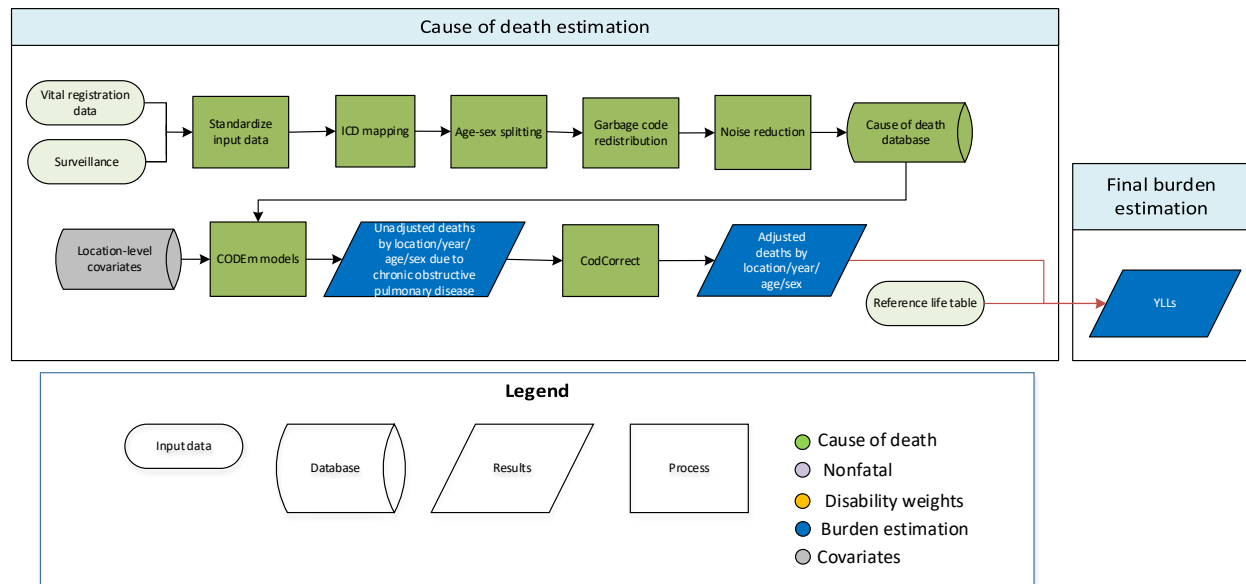 Cause of death estimation
Vital registration
data
Surveillance
Standardize
input data
ICD mapping
Age-sex splitting
Garbage code
redistribution
Noise reduction
Cause of death
database
Location-level
covariates
CODEm models
Unadjusted deaths
by location/year/
age/sex due to
chronic obstructive
pulmonary disease
CodCorrect
Adjusted
deaths by
location/year/
age/sex
Reference life table
Final burden
estimation
YLLs
Legend
Input data
Database
Results
Process
Cause of death
Nonfatal
Disability weights
Burden estimation
Covariates